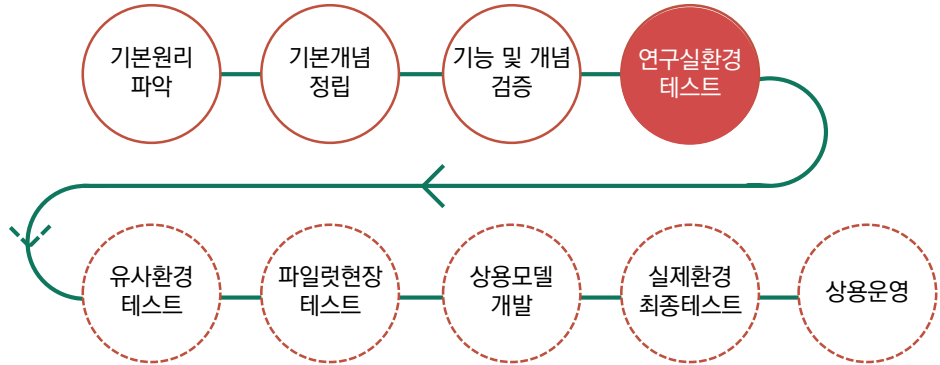 기본원리
파악
기본개념
정립
기능 및 개념
검증
연구실환경
테스트
유사환경
테스트
파일럿현장
테스트
상용모델
개발
실제환경
최종테스트
상용운영